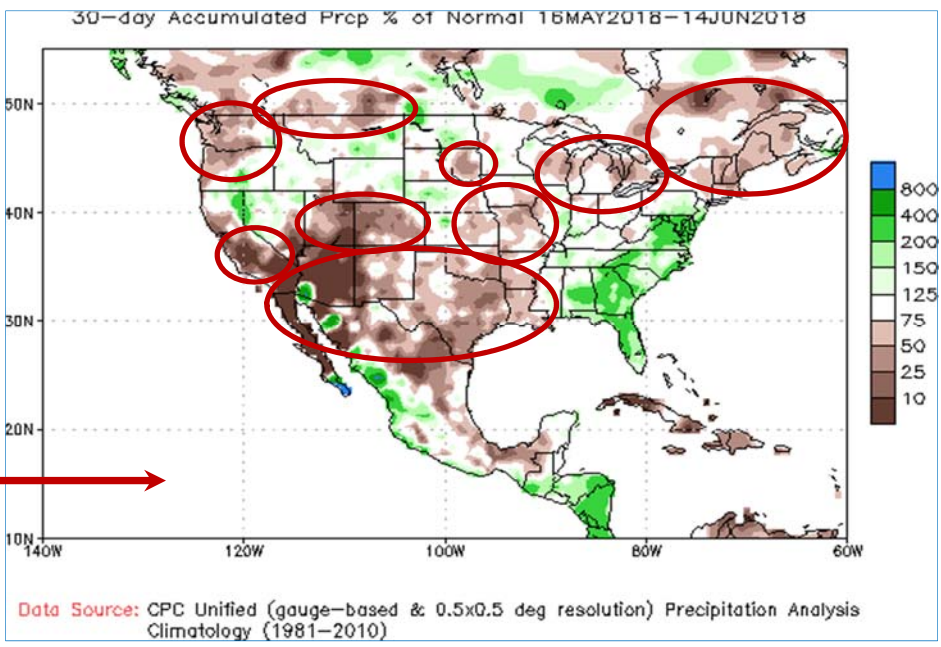 30-day Accumulated Prcp % of Normal 16MAY2018-14JUN2018
50N
40N
30N
20N
10N
140W
120W
100W
80W
60W
800
400
200
150
125
75
50
25
10
Data Source: CPC Unified (gauge-based & 0.5x0.5 deg resolution) Precipitation Analysis
Climatology (1981-2010)